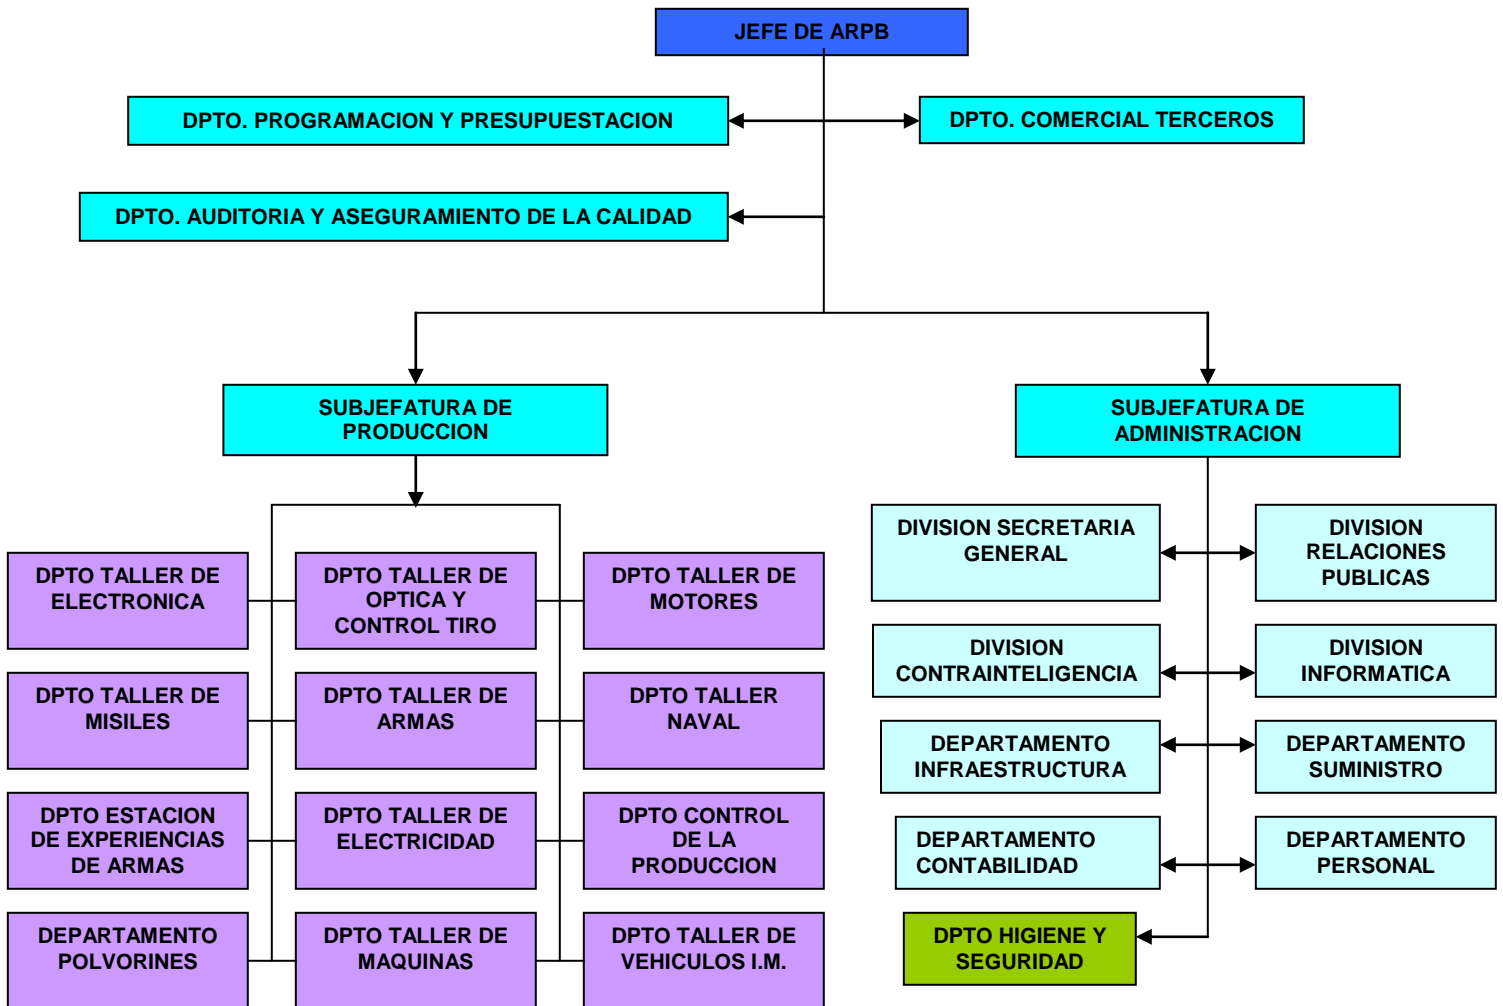 JEFE DE ARPB
DPTO. PROGRAMACION Y PRESUPUESTACION
DPTO. COMERCIAL TERCEROS
DPTO. AUDITORIA Y ASEGURAMIENTO DE LA CALIDAD
SUBJEFATURA DE
PRODUCCION
SUBJEFATURA DE
ADMINISTRACION
DPTO TALLER DE
ELECTRONICA
DPTO TALLER DE
OPTICA Y
CONTROL TIRO
DPTO TALLER DE
MOTORES
DPTO TALLER DE
MISILES
DPTO TALLER DE
ARMAS
DPTO TALLER
NAVAL
DPTO ESTACION
DE EXPERIENCIAS
DE ARMAS
DPTO TALLER DE
ELECTRICIDAD
DPTO CONTROL
DE LA
PRODUCCION
DEPARTAMENTO
POLVORINES
DPTO TALLER DE
MAQUINAS
DPTO TALLER DE
VEHICULOS I.M.
DIVISION SECRETARIA
GENERAL
DIVISION
RELACIONES
PUBLICAS
DIVISION
CONTRAINTELIGENCIA
DIVISION
INFORMATICA
DEPARTAMENTO
INFRAESTRUCTURA
DEPARTAMENTO
SUMINISTRO
DEPARTAMENTO
CONTABILIDAD
DEPARTAMENTO
PERSONAL
DPTO HIGIENE Y
SEGURIDAD